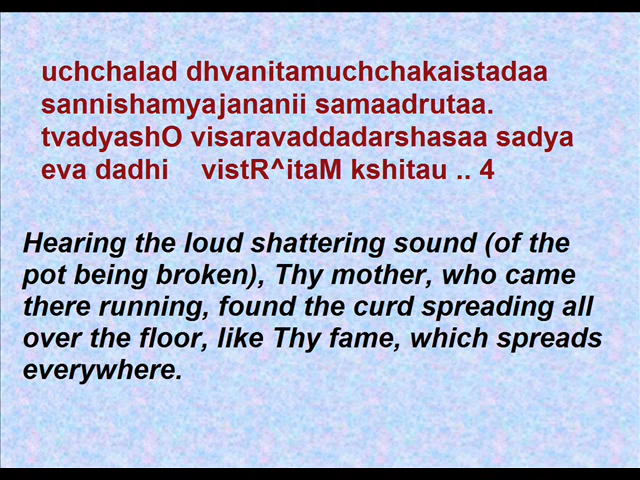 uchchalad dhvanitamuchchakaistadaa
sannishamyajananii samaadrutaa.
tvadyashO visaravaddadarshasaa sadya
eva dadhi vistR^itaM kshitau .. 4
Hearing the loud shattering sound (of the
pot being broken), Thy mother, who came
there running, found the curd spreading all
over the floor, like Thy fame, which spreads
everywhere.